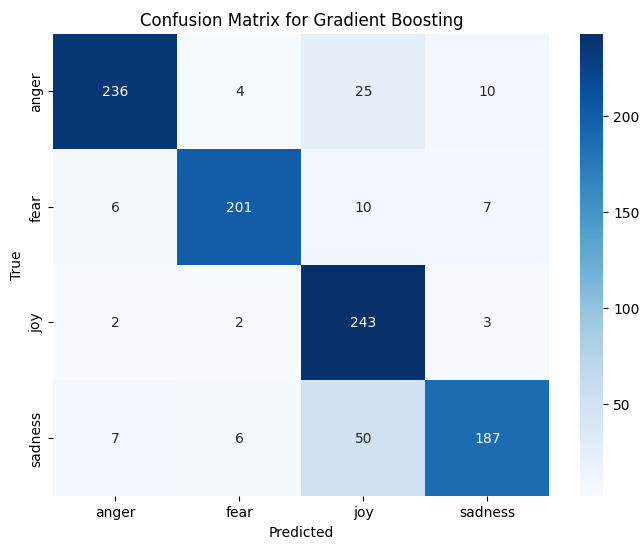 Confusion Matrix for Gradient Boosting
True
anger 236 4 25 10
fear 6 201 10 7
joy 2 2 243 3
sadness 7 6 50 187
anger fear joy sadness
Predicted
200
150
100
50